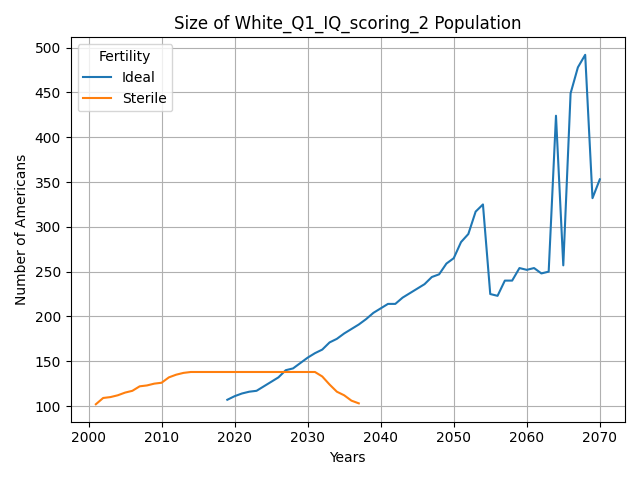 Size of White_Q1_IQ_scoring_2 Population
Fertility
Ideal
Sterile
Number of Americans
500
450
400
350
300
250
200
150
100
2000 2010 2020 2030 2040 2050 2060 2070
Years